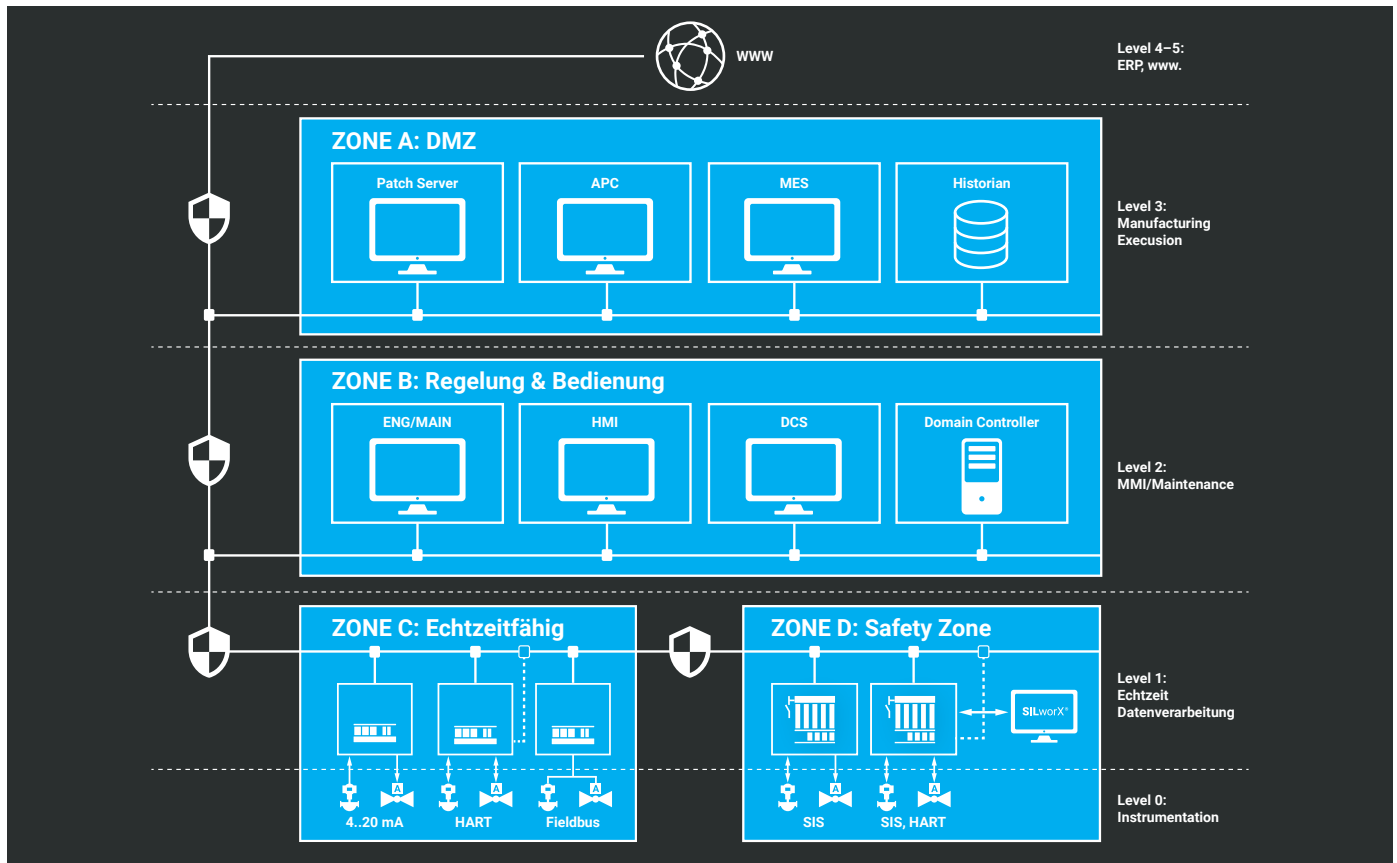 WWW
Level 4–5:
ERP, www.
ZONE A: DMZ
Patch Server
APC
MES
Historian
Level 3:
Manufacturing
Execusion
ZONE B: Regelung & Bedienung
ENG/MAIN
HMI
DCS
Domain Controller
Level 2:
MMI/Maintenance
ZONE C: Echtzeitfähig
ZONE D: Safety Zone
Level 1:
Echtzeit
Datenverarbeitung
SILworX®
A
A
A
A
A
4..20 mA
HART
Fieldbus
SIS
SIS, HART
Level 0:
Instrumentation